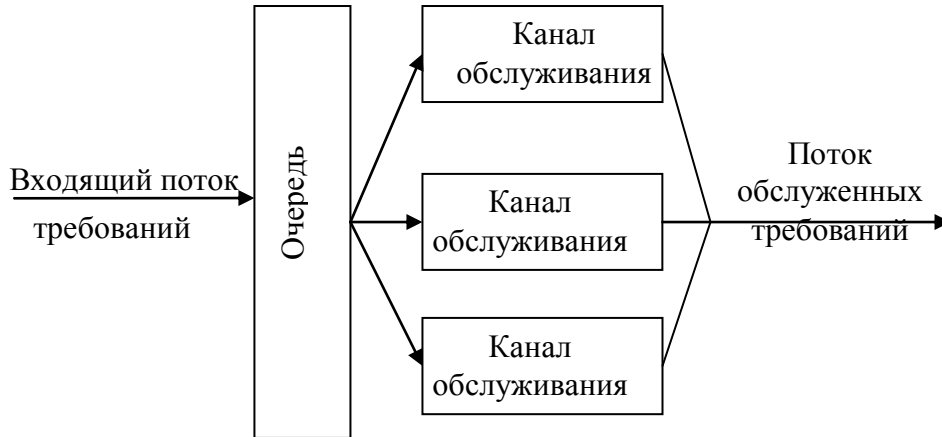 Входящий поток
требований
Очередь
Канал
обслуживания
Канал
обслуживания
Канал
обслуживания
Поток
обслуженных
требований